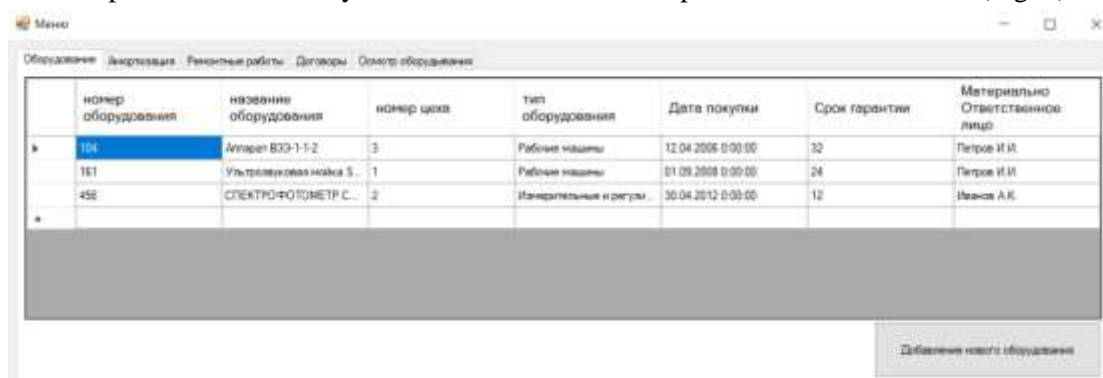 Меню
Оборудование Амортизация Ремонтные работы Договоры Осмотр оборудования
номер оборудования название оборудования номер цеха тип оборудования Дата покупки Срок гарантии Материально Ответственное лицо
104 Аппарат ВЭЭ-1-1-2 3 Рабочие машины 12.04.2006 0:00:00 32 Петров И.И.
161 Ультразвуковая мойка S... 1 Рабочие машины 01.09.2008 0:00:00 24 Петров И.И.
456 СПЕКТРОФОТОМЕТР С... 2 Измерительные и регули... 30.04.2012 0:00:00 12 Иванов А.К.
Добавление нового оборудования